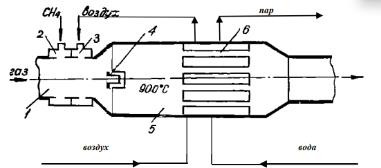 CH₄ воздух пар
2 3 4 6
газ 900°C
1 5
воздух вода